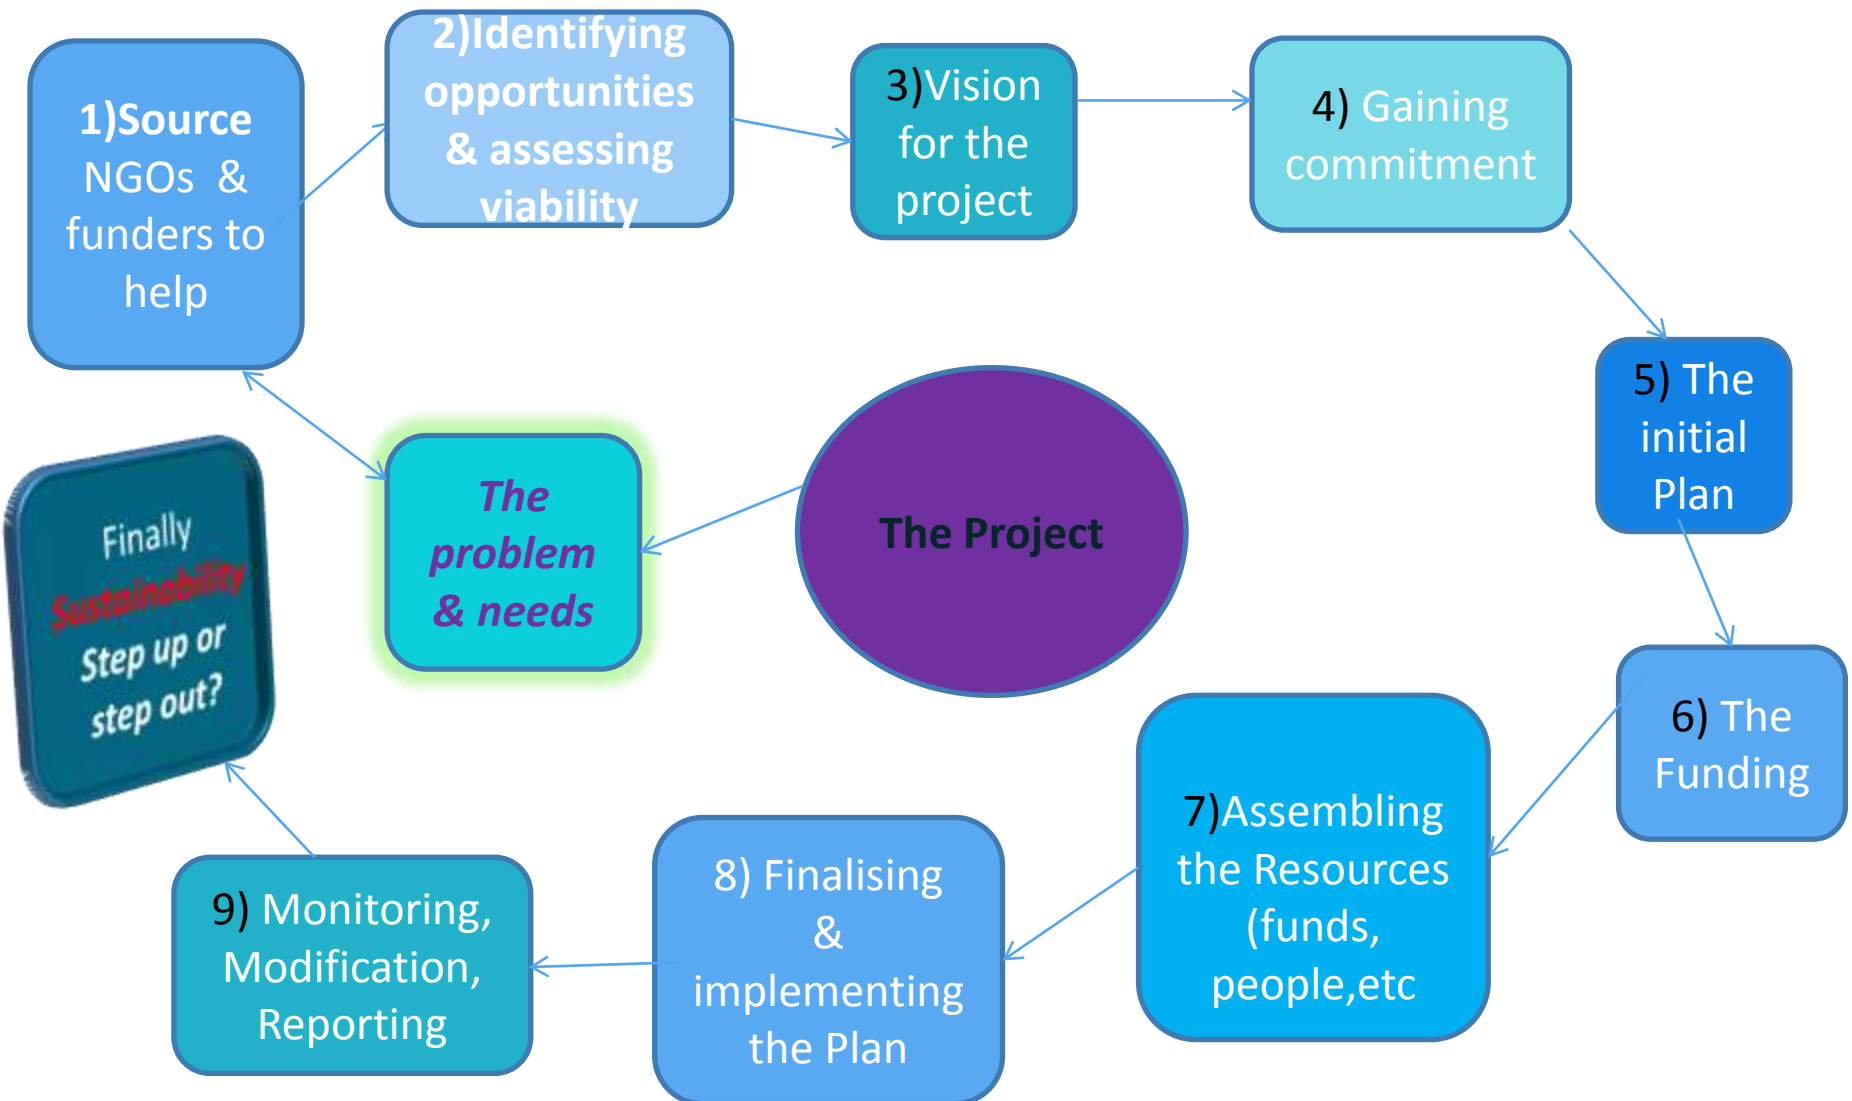 1)Source
NGOs &
funders to
help
2)Identifying
opportunities
& assessing
viability
3)Vision
for the
project
4) Gaining
commitment
5) The
initial
Plan
6) The
Funding
7)Assembling
the Resources
(funds,
people,etc
8) Finalising
&
implementing
the Plan
9) Monitoring,
Modification,
Reporting
Finally
Sustainability
Step up or
step out?
The
problem
& needs
The Project